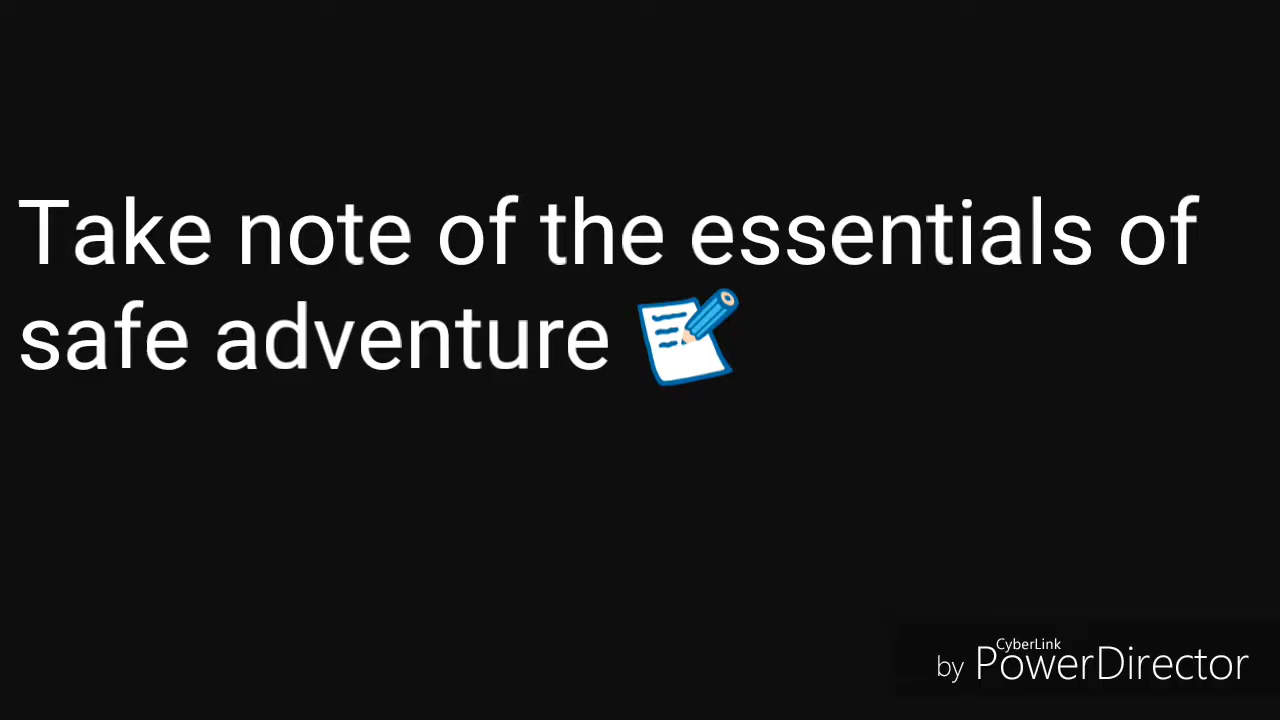 Take note of the essentials of
safe adventure 📝
by CyberLink PowerDirector